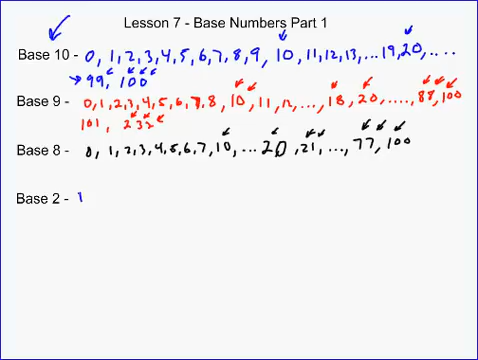 Lesson 7 - Base Numbers Part 1
Base 10 - 0, 1, 2, 3, 4, 5, 6, 7, 8, 9, 10, 11, 12, 13, ... 19, 20, .. ..
99, 100
Base 9 - 0, 1, 2, 3, 4, 5, 6, 7, 8, 10, 11, 12, ..., 18, 20, ....., 88, 100
101, 232
Base 8 - 0, 1, 2, 3, 4, 5, 6, 7, 10, ... 20, 21, ..., 77, 100
Base 2 - 1